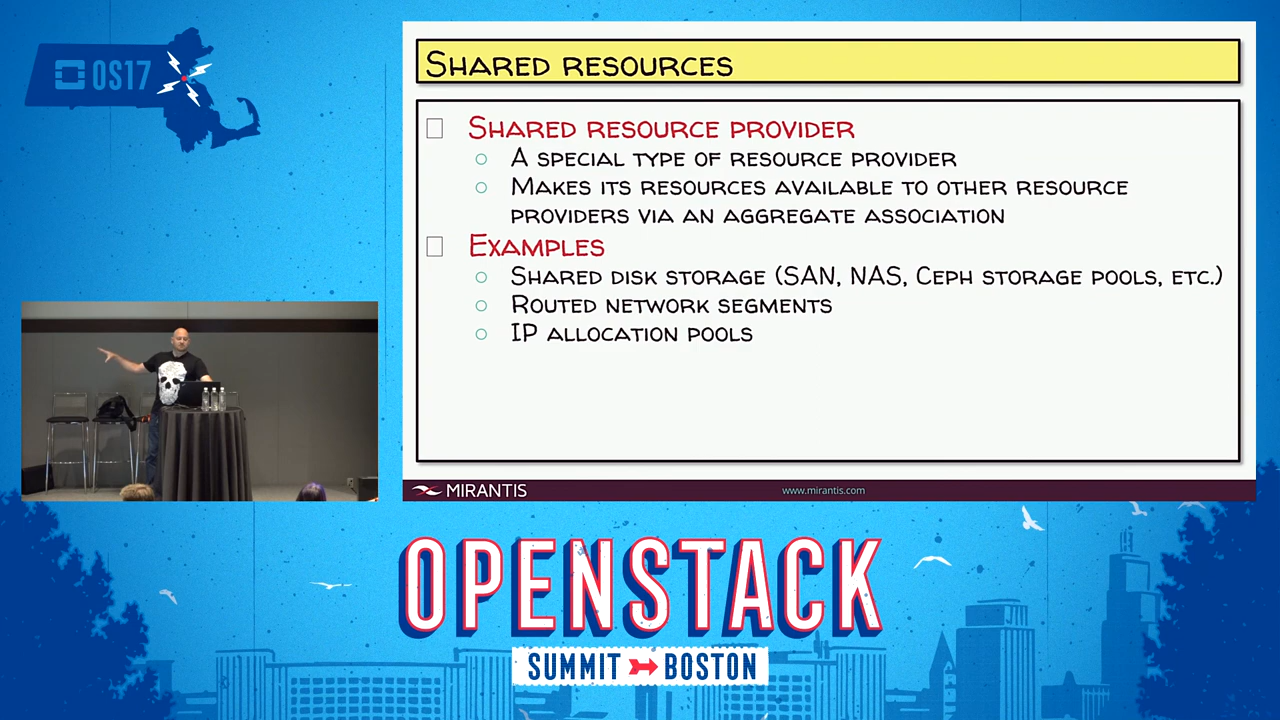 OS17
SHARED RESOURCES
SHARED RESOURCE PROVIDER
A SPECIAL TYPE OF RESOURCE PROVIDER
MAKES ITS RESOURCES AVAILABLE TO OTHER RESOURCE
PROVIDERS VIA AN AGGREGATE ASSOCIATION
EXAMPLES
SHARED DISK STORAGE (SAN, NAS, CEPH STORAGE POOLS, ETC.)
ROUTED NETWORK SEGMENTS
IP ALLOCATION POOLS
MIRANTIS
www.mirantis.com
OPENSTACK
SUMMIT BOSTON